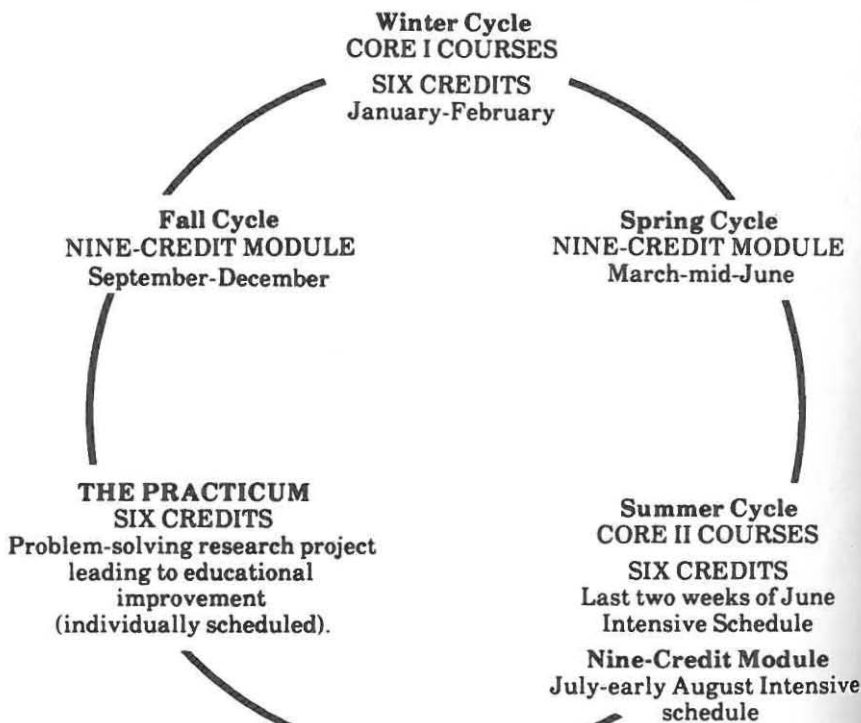 Winter Cycle
CORE I COURSES
SIX CREDITS
January-February
Fall Cycle
NINE-CREDIT MODULE
September-December
Spring Cycle
NINE-CREDIT MODULE
March-mid-June
THE PRACTICUM
SIX CREDITS
Problem-solving research project
leading to educational
improvement
(individually scheduled).
Summer Cycle
CORE II COURSES
SIX CREDITS
Last two weeks of June
Intensive Schedule
Nine-Credit Module
July-early August Intensive
schedule